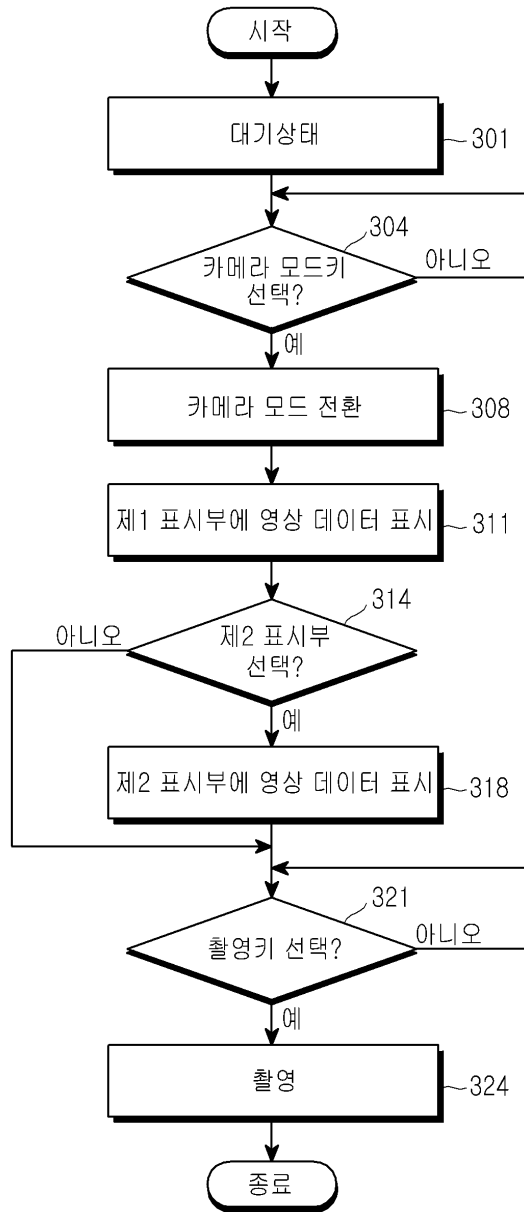 시작
대기상태
301
304
카메라 모드키
선택?
아니오
예
카메라 모드 전환
308
제1 표시부에 영상 데이터 표시
311
314
아니오
제2 표시부
선택?
예
제2 표시부에 영상 데이터 표시
318
321
촬영키 선택?
아니오
예
촬영
324
종료